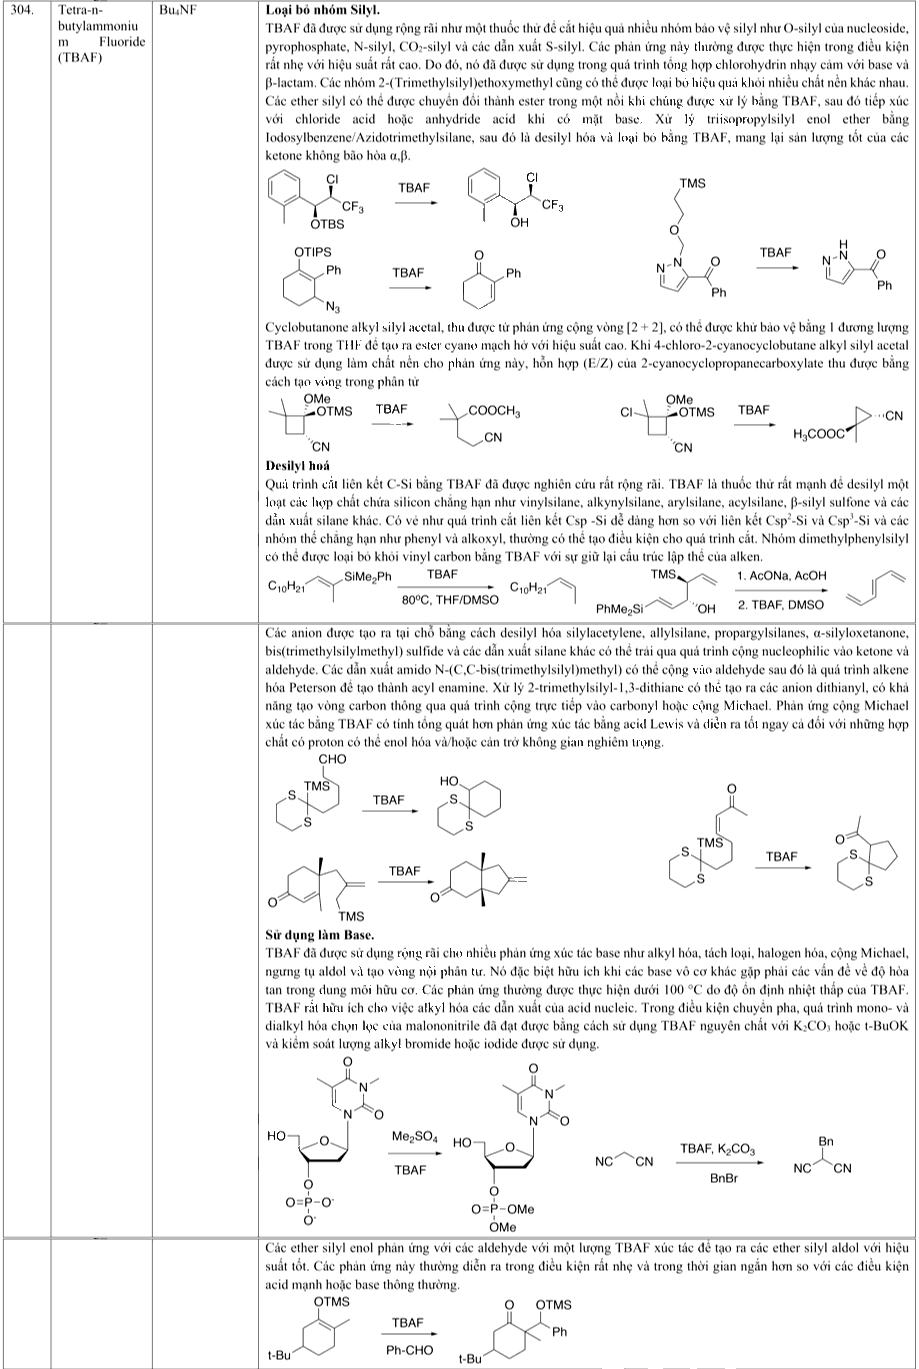 304.
Tetra-n-
butylammoniu
m Fluoride
(TBAF)
Bu₄NF
Loại bỏ nhóm Silyl.
TBAF đã được sử dụng rộng rãi như một thuốc thử để cắt hiệu quả nhiều nhóm bảo vệ silyl như O-silyl của nucleoside,
pyrophosphate, N-silyl, CO₂-silyl và các dẫn xuất S-silyl. Các phản ứng này thường được thực hiện trong điều kiện
rất nhẹ với hiệu suất rất cao. Do đó, nó đã được sử dụng trong quá trình tổng hợp chlorohydrin nhạy cảm với base và
β-lactam. Các nhóm 2-(Trimethylsilyl)ethoxymethyl cũng có thể được loại bỏ hiệu quả khỏi nhiều chất nền khác nhau.
Các ether silyl có thể được chuyển đổi thành ester trong một nồi khi chúng được xử lý bằng TBAF, sau đó tiếp xúc
với chloride acid hoặc anhydride acid khi có mặt base. Xử lý triisopropylsilyl enol ether bằng
Iodosylbenzene/Azidotrimethylsilane, sau đó là desilyl hóa và loại bỏ bằng TBAF, mang lại sản lượng tốt của các
ketone không bão hòa α,β.
Cl
CF₃
OTBS
TBAF
Cl
CF₃
OH
TMS
O
N
N
O
Ph
TBAF
H
N
N
O
Ph
OTIPS
Ph
N₃
TBAF
O
Ph
Cyclobutanone alkyl silyl acetal, thu được từ phản ứng cộng vòng [2 + 2], có thể được khử bảo vệ bằng 1 đương lượng
TBAF trong THF để tạo ra ester cyano mạch hở với hiệu suất cao. Khi 4-chloro-2-cyanocyclobutane alkyl silyl acetal
được sử dụng làm chất nền cho phản ứng này, hỗn hợp (E/Z) của 2-cyanocyclopropanecarboxylate thu được bằng
cách tạo vòng trong phân tử
OMe
OTMS
CN
TBAF
COOCH₃
CN
Cl
OMe
OTMS
CN
TBAF
H₃COOC
CN
Desilyl hoá
Quá trình cắt liên kết C-Si bằng TBAF đã được nghiên cứu rất rộng rãi. TBAF là thuốc thử rất mạnh để desilyl một
loạt các hợp chất chứa silicon chẳng hạn như vinylsilane, alkynylsilane, arylsilane, acylsilane, β-silyl sulfone và các
dẫn xuất silane khác. Có vẻ như quá trình cắt liên kết Csp -Si dễ dàng hơn so với liên kết Csp²-Si và Csp³-Si và các
nhóm thế chẳng hạn như phenyl và alkoxyl, thường có thể tạo điều kiện cho quá trình cắt. Nhóm dimethylphenylsilyl
có thể được loại bỏ khỏi vinyl carbon bằng TBAF với sự giữ lại cấu trúc lập thể của alken.
C₁₀H₂₁
SiMe₂Ph
TBAF
80ºC, THF/DMSO
C₁₀H₂₁
TMS
PhMe₂Si
OH
1. AcONa, AcOH
2. TBAF, DMSO
Các anion được tạo ra tại chỗ bằng cách desilyl hóa silylacetylene, allylsilane, propargylsilanes, α-silyloxetanone,
bis(trimethylsilylmethyl) sulfide và các dẫn xuất silane khác có thể trải qua quá trình cộng nucleophilic vào ketone và
aldehyde. Các dẫn xuất amido N-(C,C-bis(trimethylsilyl)methyl) có thể cộng vào aldehyde sau đó là quá trình alkene
hóa Peterson để tạo thành acyl enamine. Xử lý 2-trimethylsilyl-1,3-dithiane có thể tạo ra các anion dithianyl, có khả
năng tạo vòng carbon thông qua quá trình cộng trực tiếp vào carbonyl hoặc cộng Michael. Phản ứng cộng Michael
xúc tác bằng TBAF có tính tổng quát hơn phản ứng xúc tác bằng acid Lewis và diễn ra tốt ngay cả đối với những hợp
chất có proton có thể enol hóa và/hoặc cản trở không gian nghiêm trọng.
CHO
TMS
S
S
TBAF
HO
S
S
O
TMS
S
S
TBAF
O
S
S
O
TMS
TBAF
O
Sử dụng làm Base.
TBAF đã được sử dụng rộng rãi cho nhiều phản ứng xúc tác base như alkyl hóa, tách loại, halogen hóa, cộng Michael,
ngưng tụ aldol và tạo vòng nội phân tử. Nó đặc biệt hữu ích khi các base vô cơ khác gặp phải các vấn đề về độ hòa
tan trong dung môi hữu cơ. Các phản ứng thường được thực hiện dưới 100 °C do độ ổn định nhiệt thấp của TBAF.
TBAF rất hữu ích cho việc alkyl hóa các dẫn xuất của acid nucleic. Trong điều kiện chuyển pha, quá trình mono- và
dialkyl hóa chọn lọc của malononitrile đã đạt được bằng cách sử dụng TBAF nguyên chất với K₂CO₃ hoặc t-BuOK
và kiểm soát lượng alkyl bromide hoặc iodide được sử dụng.
O
N
N
O
HO
O
O
O=P-O⁻
O⁻
Me₂SO₄
TBAF
O
N
N
O
HO
O
O
O=P-OMe
OMe
NC
CN
TBAF, K₂CO₃
BnBr
Bn
NC
CN
Các ether silyl enol phản ứng với các aldehyde với một lượng TBAF xúc tác để tạo ra các ether silyl aldol với hiệu
suất tốt. Các phản ứng này thường diễn ra trong điều kiện rất nhẹ và trong thời gian ngắn hơn so với các điều kiện
acid mạnh hoặc base thông thường.
OTMS
t-Bu
TBAF
Ph-CHO
O
OTMS
Ph
t-Bu